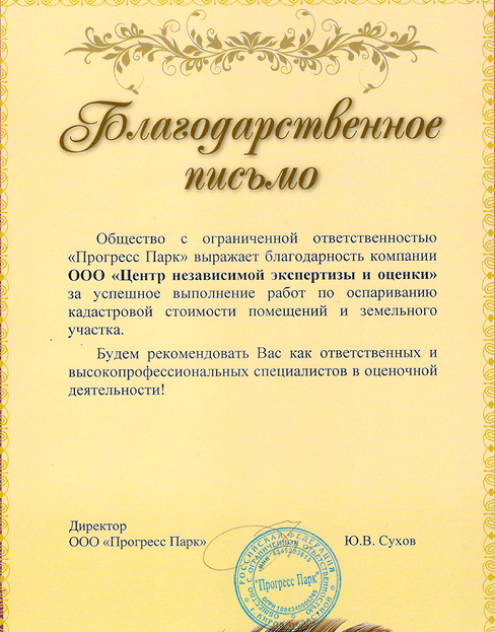 Благодарственное
письмо
Общество с ограниченной ответственностью
«Прогресс Парк» выражает благодарность компании
ООО «Центр независимой экспертизы и оценки»
за успешное выполнение работ по оспариванию
кадастровой стоимости помещений и земельного
участка.
Будем рекомендовать Вас как ответственных и
высокопрофессиональных специалистов в оценочной
деятельности!
Директор
ООО «Прогресс Парк»
Ю.В. Сухов
РОССИЙСКАЯ ФЕДЕРАЦИЯ
"Прогресс Парк"